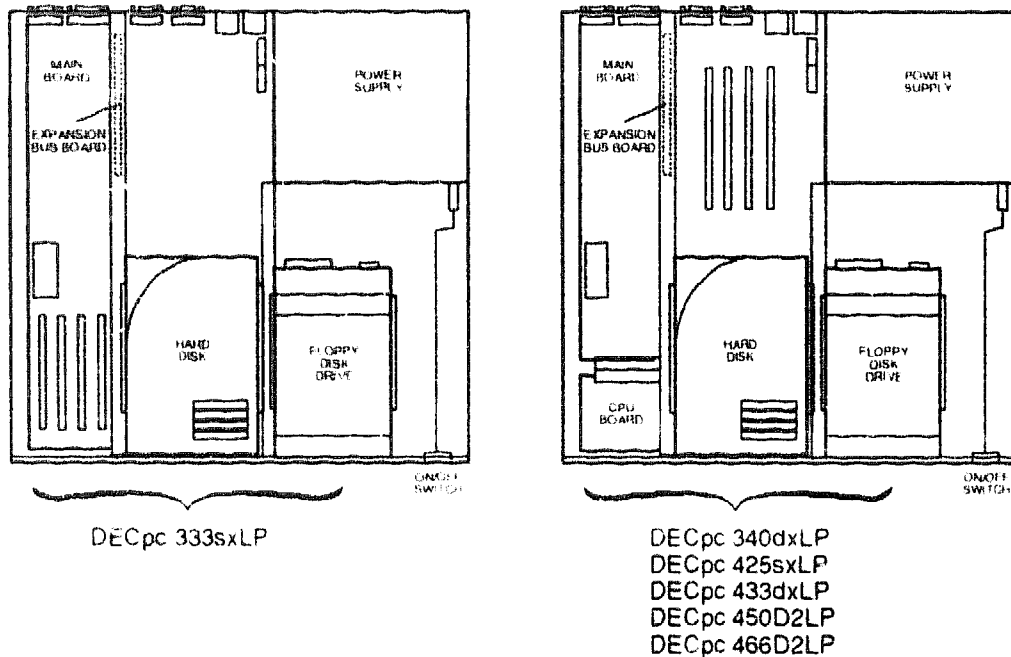 MAIN
BOARD
EXPANSION
BUS BOARD
POWER
SUPPLY
HARD
DISK
FLOPPY
DISK
DRIVE
ON/OFF
SWITCH
DECpc 333sxLP
MAIN
BOARD
EXPANSION
BUS BOARD
POWER
SUPPLY
CPU
BOARD
HARD
DISK
FLOPPY
DISK
DRIVE
ON/OFF
SWITCH
DECpc 340dxLP
DECpc 425sxLP
DECpc 433dxLP
DECpc 450D2LP
DECpc 466D2LP